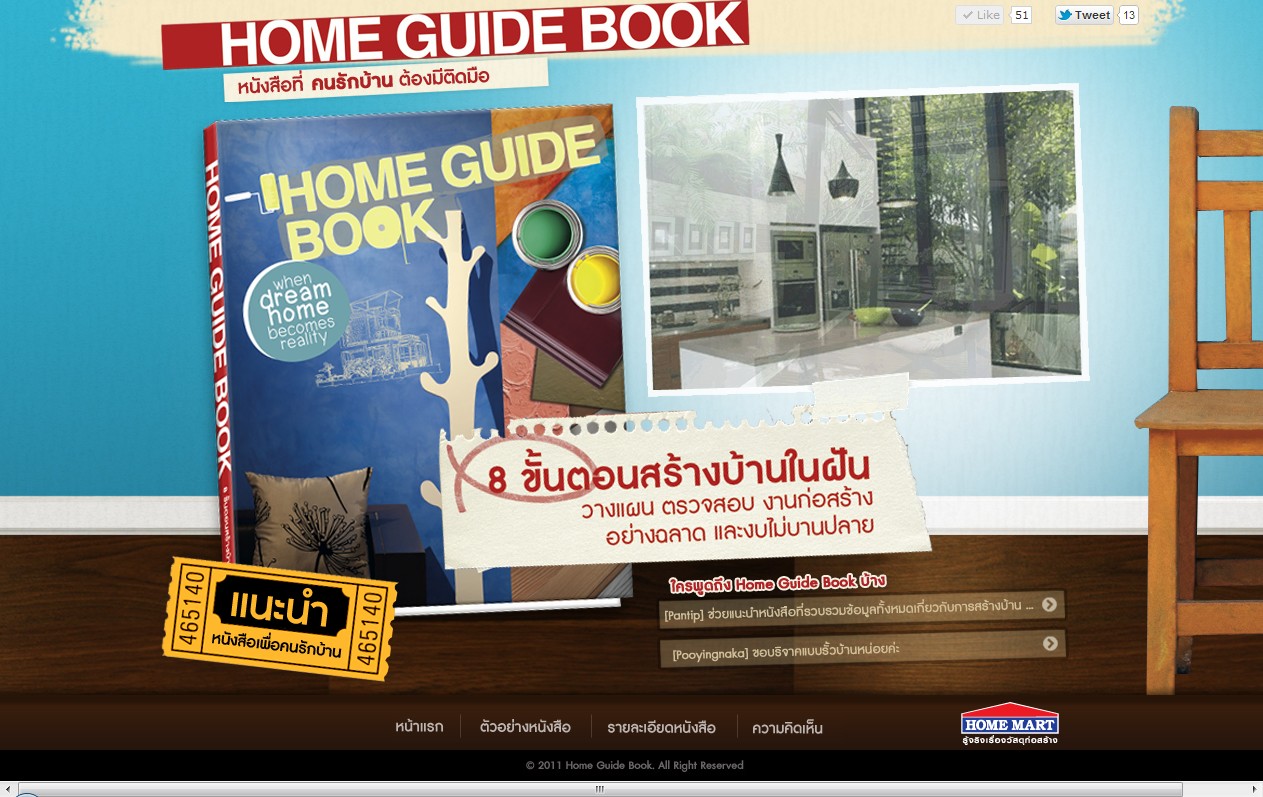 HOME GUIDE BOOK
Like 51
Tweet 13
หนังสือที่ คนรักบ้าน ต้องมีติดมือ
HOME GUIDE
BOOK
HOME GUIDE BOOK
when
dream
home
becomes
reality
8 ขั้นตอนสร้างบ้านในฝัน
วางแผน ตรวจสอบ งานก่อสร้าง
อย่างฉลาด และงบไม่บานปลาย
465140
แนะนำ
หนังสือเพื่อคนรักบ้าน
465140
ใครพูดถึง Home Guide Book บ้าง
[Pantip] ช่วยแนะนำหนังสือที่รวบรวมข้อมูลทั้งหมดเกี่ยวกับการสร้างบ้าน ...
[Pooyingnaka] ขอบริจาคแบบรั้วบ้านหน่อยค่ะ
หน้าแรก
ตัวอย่างหนังสือ
รายละเอียดหนังสือ
ความคิดเห็น
HOME MART
รู้จริงเรื่องวัสดุก่อสร้าง
© 2011 Home Guide Book. All Right Reserved